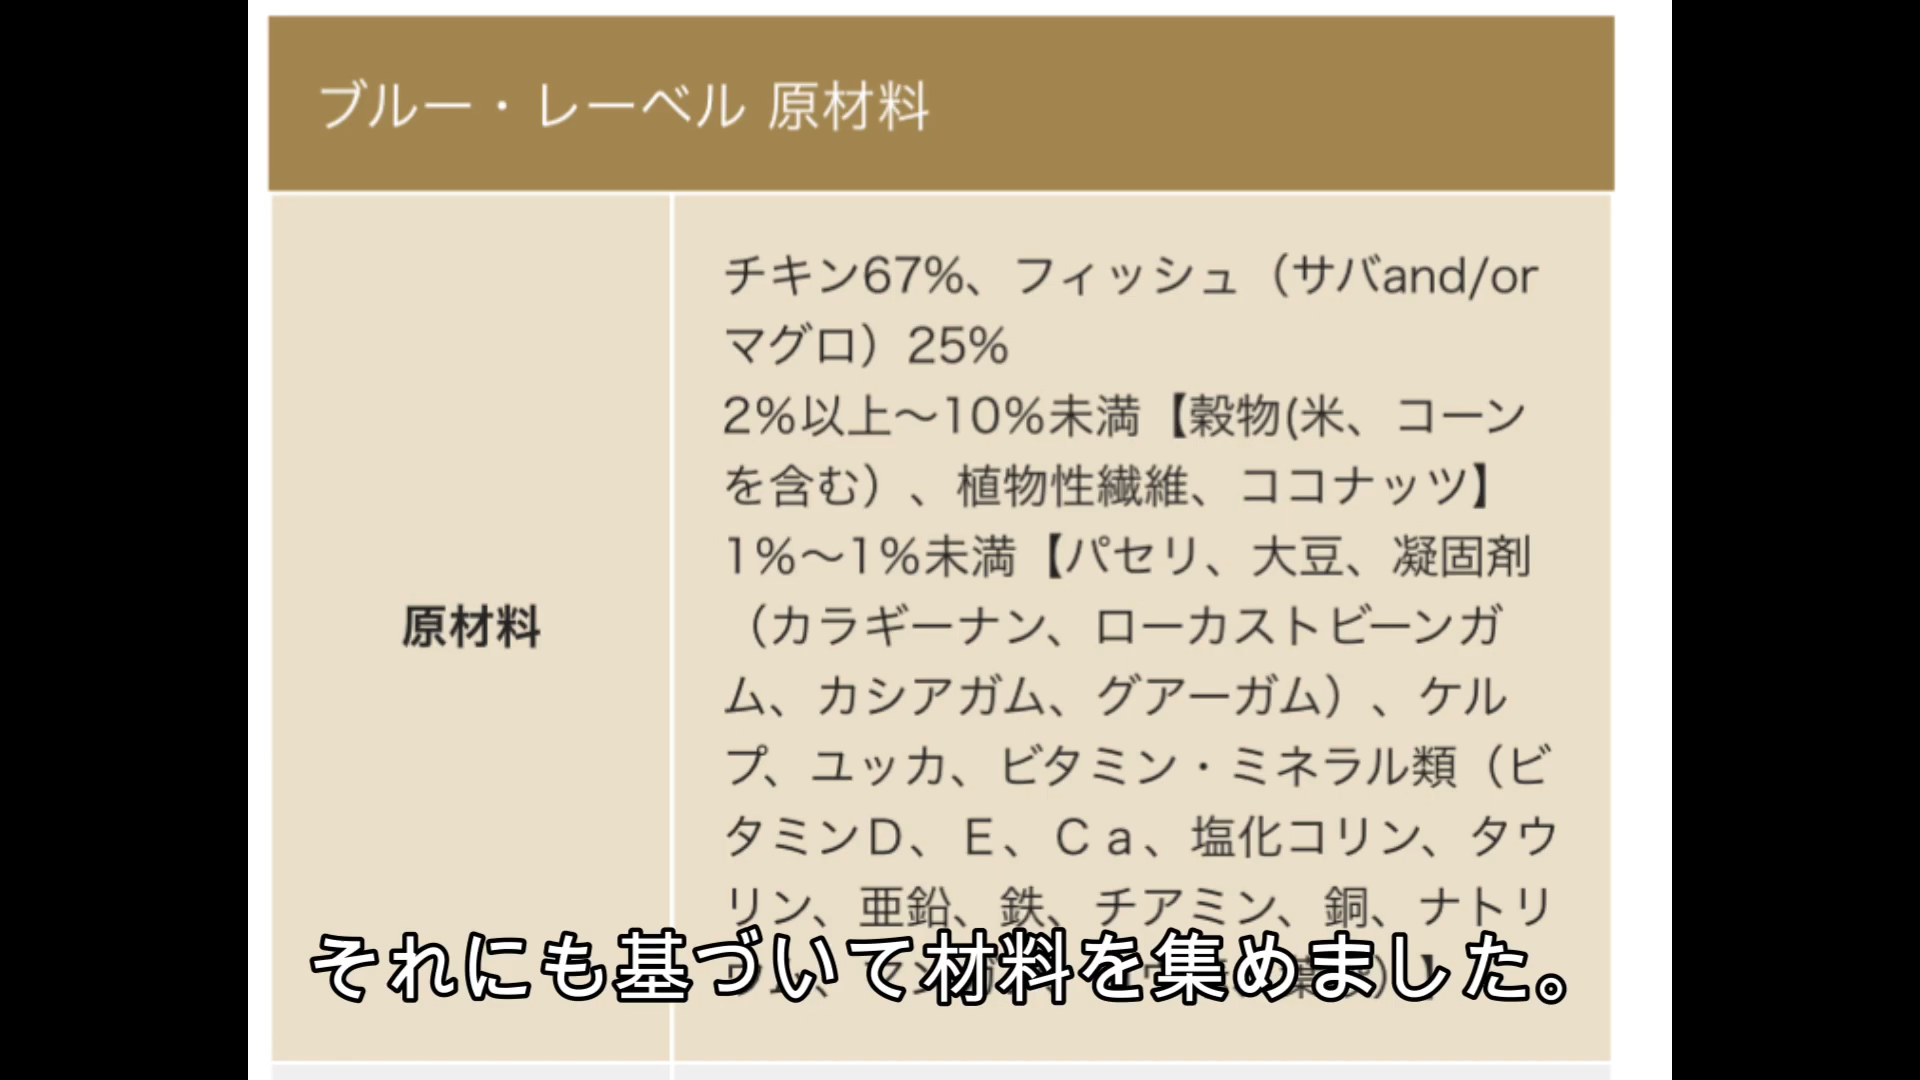 ブルー・レーベル 原材料
原材料
チキン67%、フィッシュ（サバand/or
マグロ）25%
2%以上～10%未満【穀物(米、コーン
を含む）、植物性繊維、ココナッツ】
1%～1%未満【パセリ、大豆、凝固剤
（カラギーナン、ローカストビーンガ
ム、カシアガム、グアーガム）、ケル
プ、ユッカ、ビタミン・ミネラル類（ビ
タミンD、E、Ca、塩化コリン、タウ
リン、亜鉛、鉄、チアミン、銅、ナトリ
それにも基づいて材料を集めました。